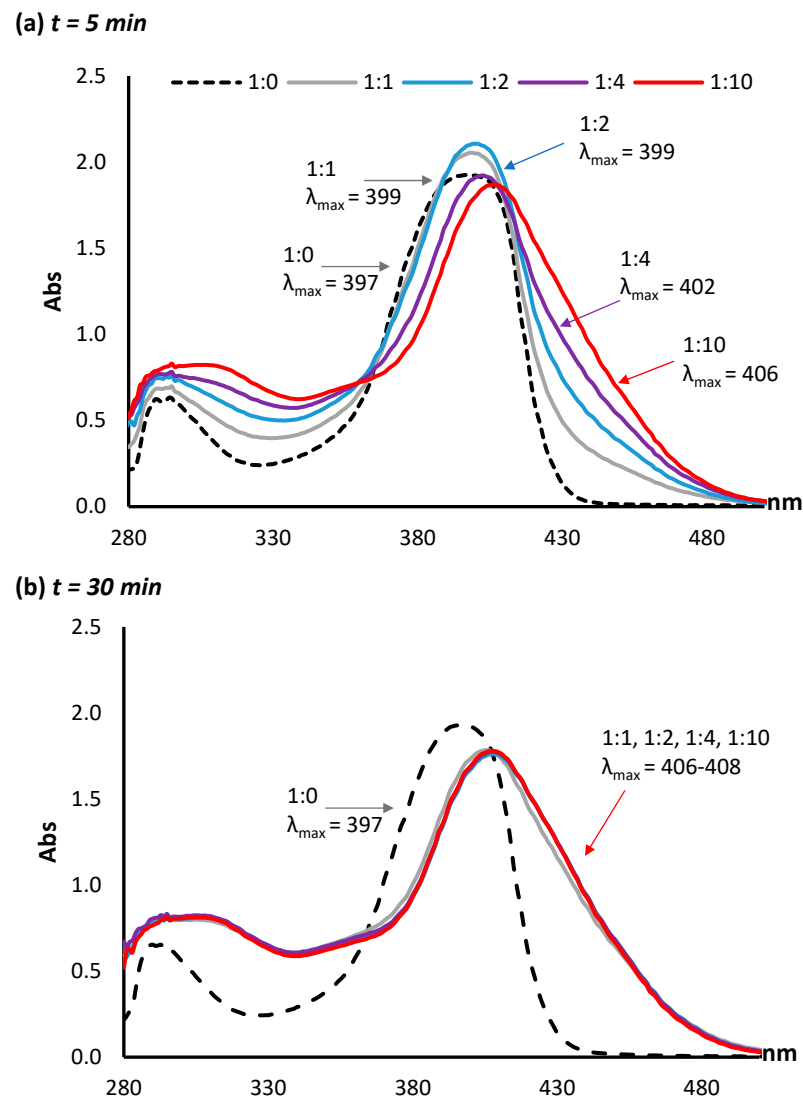 (a) t = 5 min
2.5
1:0 1:1 1:2 1:4 1:10
1:2
λmax = 399
2.0
1:1
λmax = 399
1.5
1:0
λmax = 397
1:4
λmax = 402
Abs
1.0
1:10
λmax = 406
0.5
0.0
nm
280 330 380 430 480
(b) t = 30 min
2.5
2.0
1:1, 1:2, 1:4, 1:10
λmax = 406-408
1:0
λmax = 397
1.5
Abs
1.0
0.5
0.0
nm
280 330 380 430 480